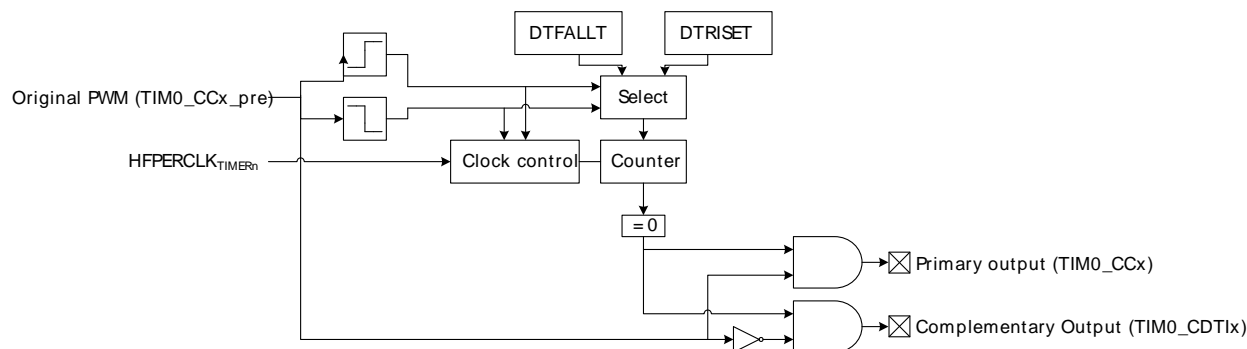 DTFALLT
DTRISET
Original PWM (TIM0_CCx_pre)
Select
HFPERCLKTIMERn
Clock control
Counter
= 0
Primary output (TIM0_CCx)
Complementary Output (TIM0_CDTIx)